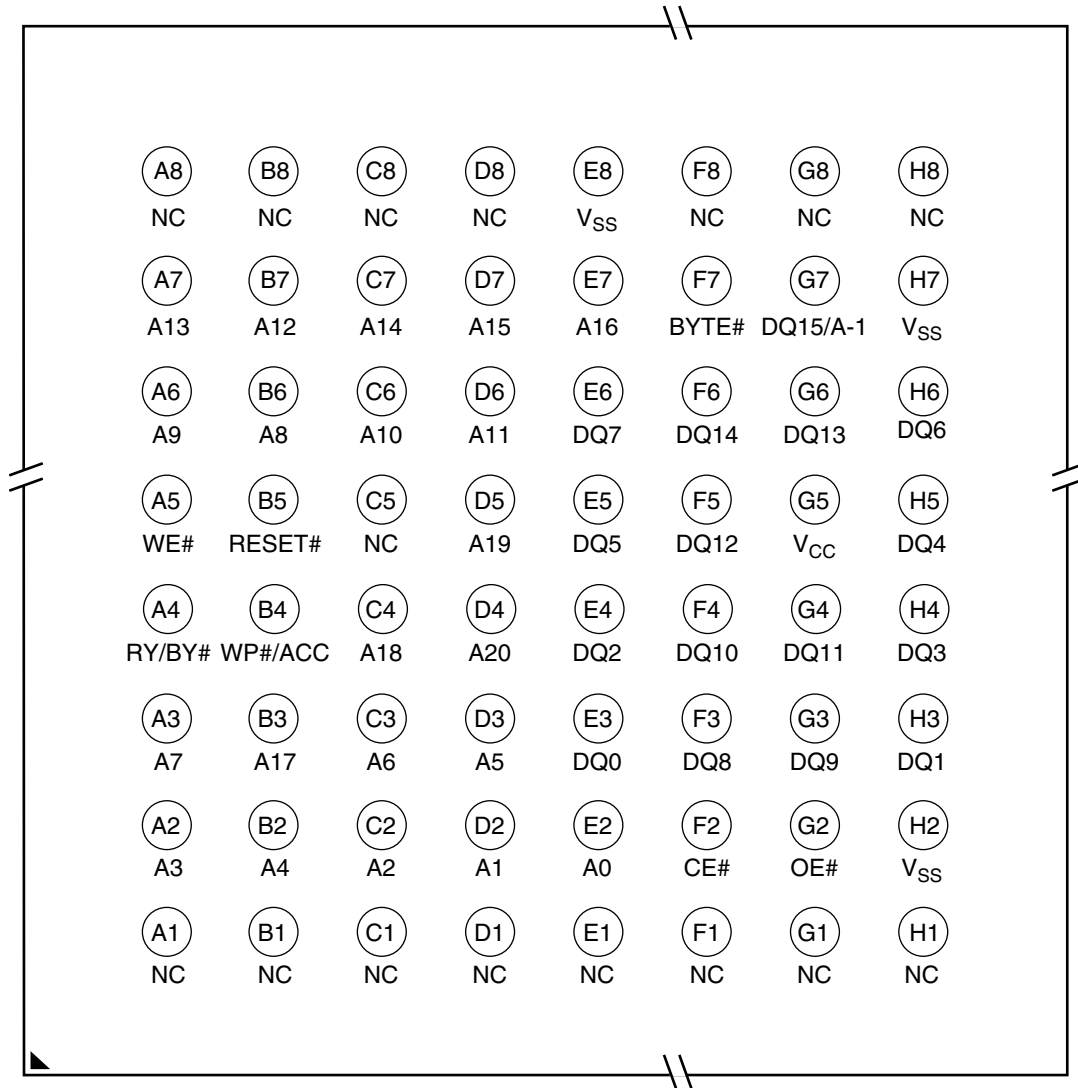 A8 B8 C8 D8 E8 F8 G8 H8
NC NC NC NC VSS NC NC NC
A7 B7 C7 D7 E7 F7 G7 H7
A13 A12 A14 A15 A16 BYTE# DQ15/A-1 VSS
A6 B6 C6 D6 E6 F6 G6 H6
A9 A8 A10 A11 DQ7 DQ14 DQ13 DQ6
A5 B5 C5 D5 E5 F5 G5 H5
WE# RESET# NC A19 DQ5 DQ12 VCC DQ4
A4 B4 C4 D4 E4 F4 G4 H4
RY/BY# WP#/ACC A18 A20 DQ2 DQ10 DQ11 DQ3
A3 B3 C3 D3 E3 F3 G3 H3
A7 A17 A6 A5 DQ0 DQ8 DQ9 DQ1
A2 B2 C2 D2 E2 F2 G2 H2
A3 A4 A2 A1 A0 CE# OE# VSS
A1 B1 C1 D1 E1 F1 G1 H1
NC NC NC NC NC NC NC NC